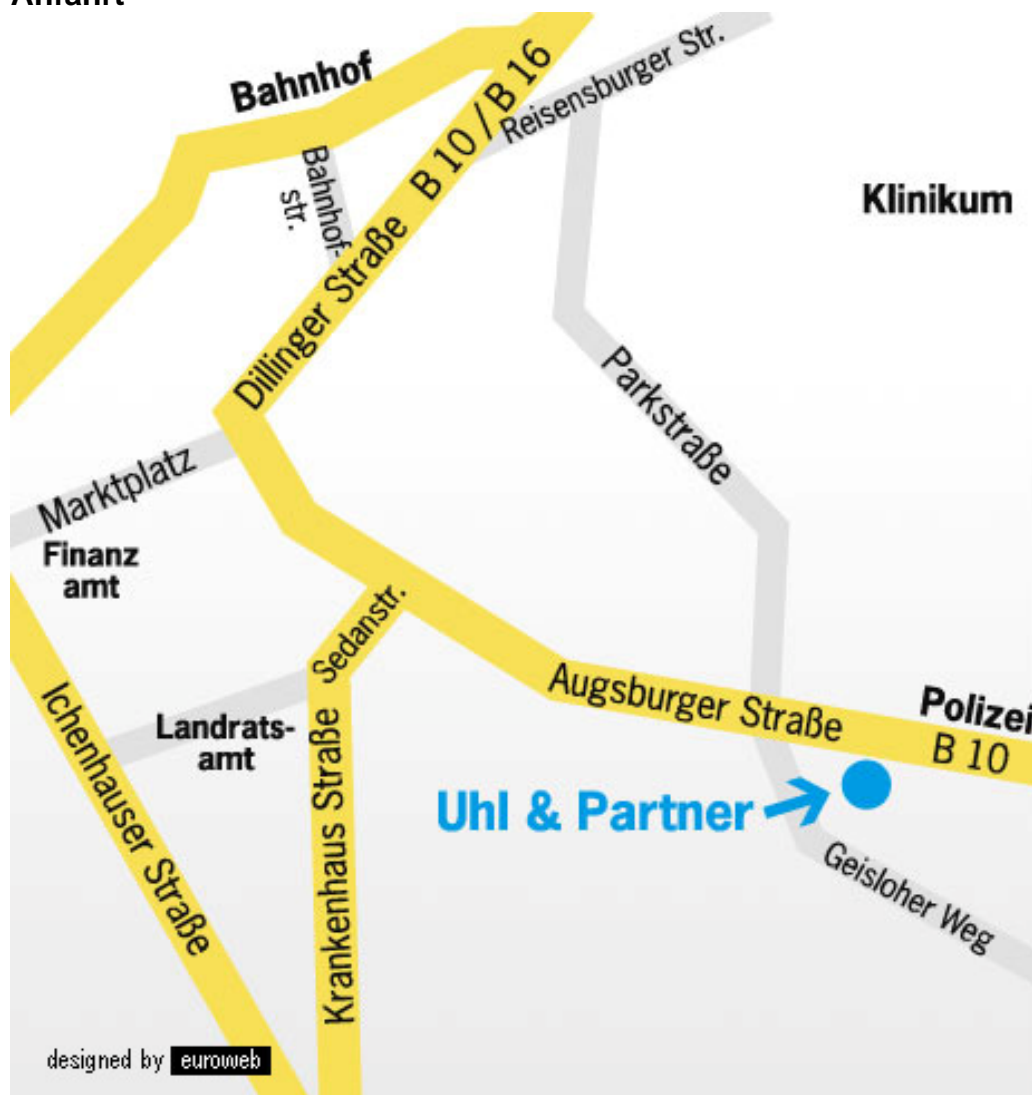 Anfahrt
Bahnhof
B 10 / B 16
Reisensburger Str.
Bahnhof-
str.
Klinikum
Dillinger Straße
Parkstraße
Marktplatz
Finanz
amt
Sedanstr.
Ichenhauser Straße
Landrats-
amt
Krankenhaus Straße
Augsburger Straße
Polizei
B 10
Uhl & Partner
Geisloher Weg
designed by euroweb